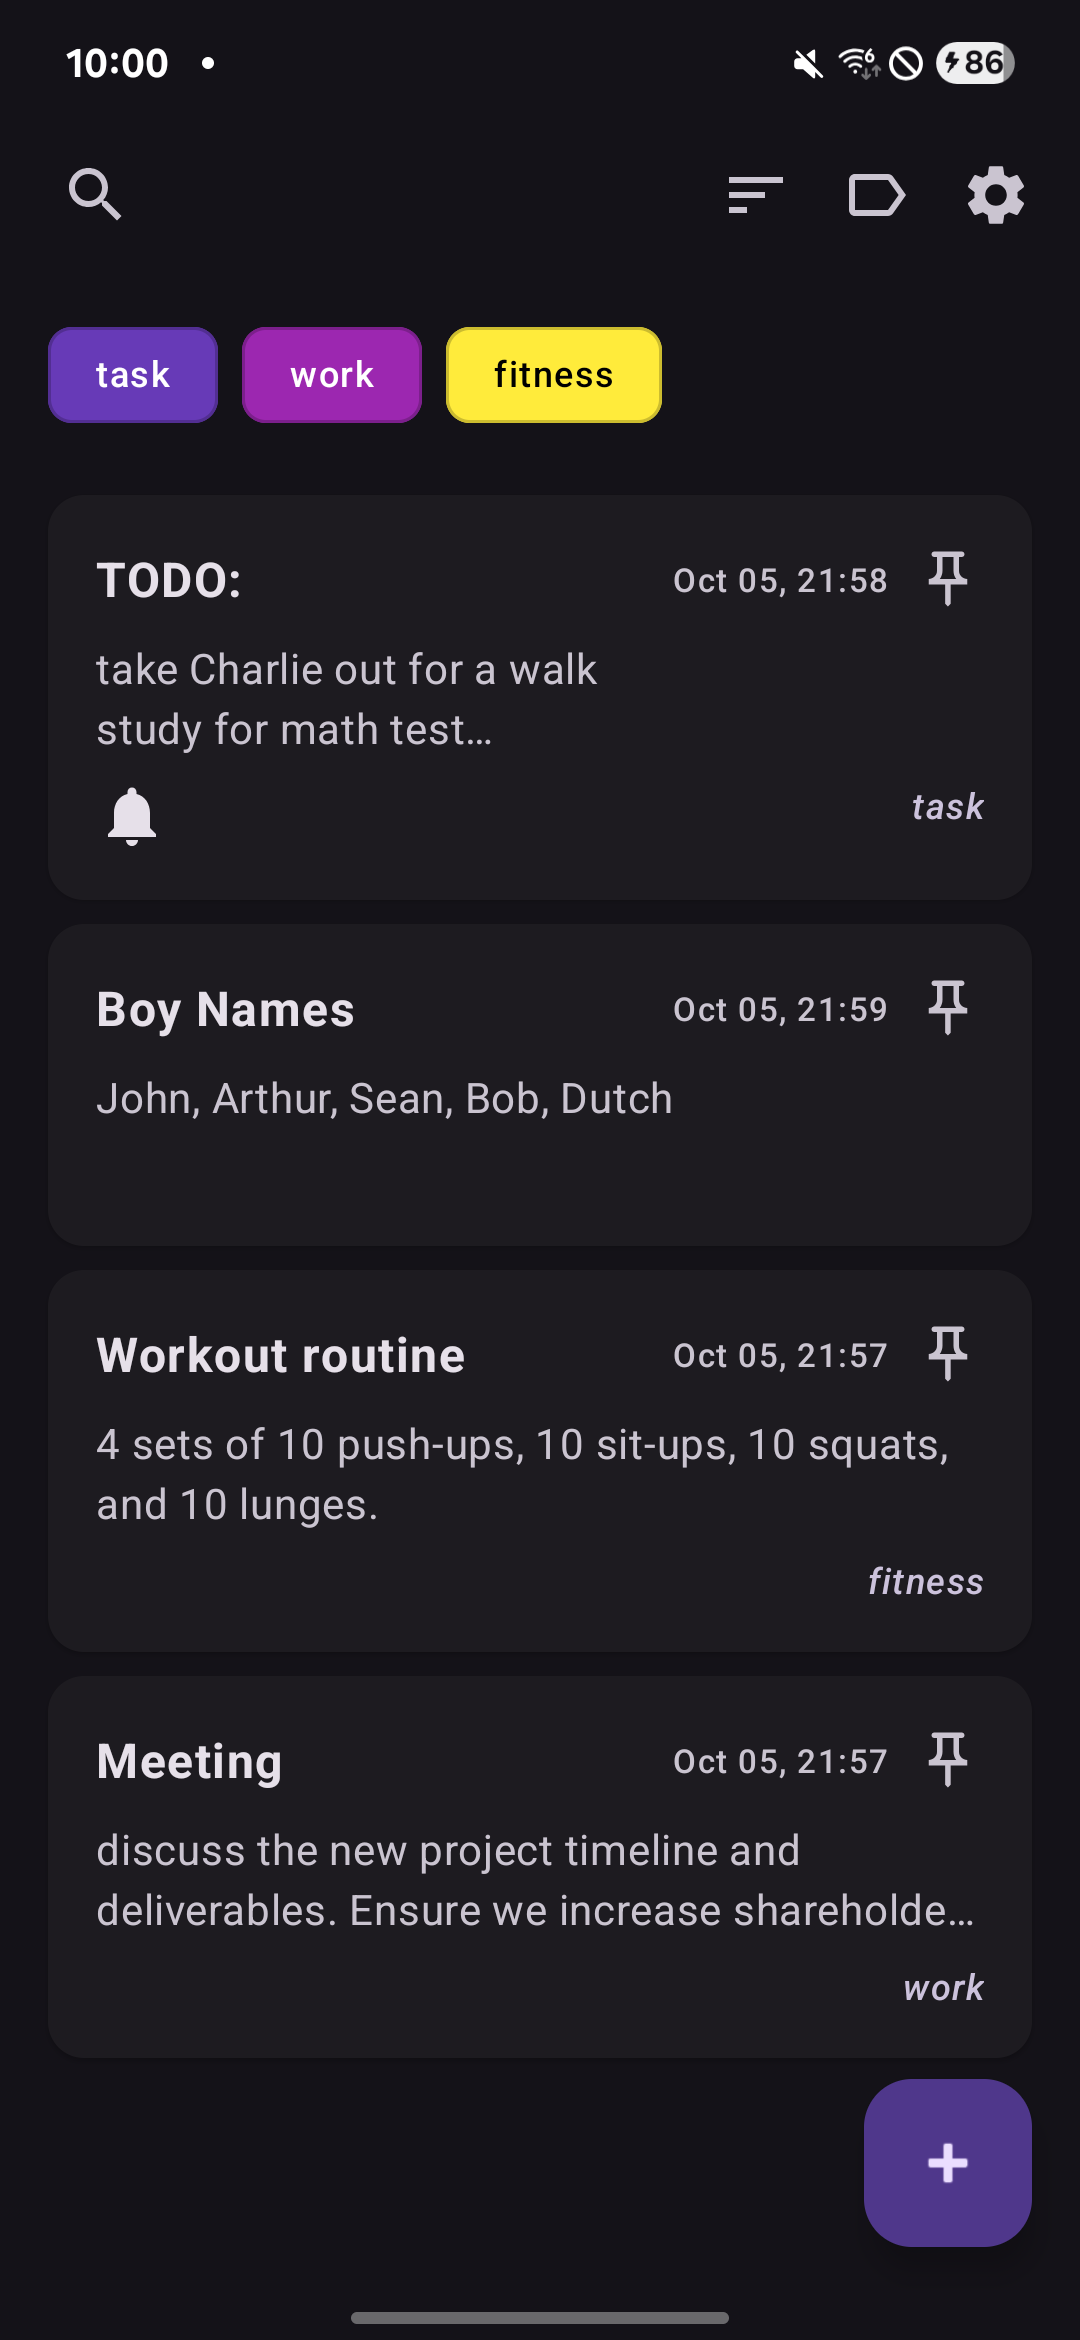 10:00
6
86
task
work
fitness
TODO:
Oct 05, 21:58
take Charlie out for a walk
study for math test…
task
Boy Names
Oct 05, 21:59
John, Arthur, Sean, Bob, Dutch
Workout routine
Oct 05, 21:57
4 sets of 10 push-ups, 10 sit-ups, 10 squats,
and 10 lunges.
fitness
Meeting
Oct 05, 21:57
discuss the new project timeline and
deliverables. Ensure we increase shareholde…
work